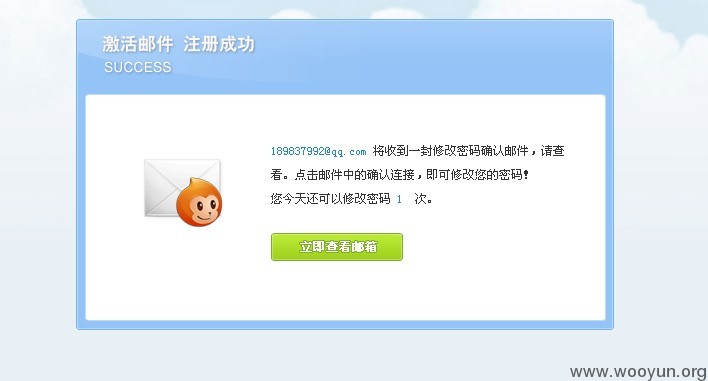 激活邮件 注册成功
SUCCESS
189837992@qq.com 将收到一封修改密码确认邮件，请查
看。点击邮件中的确认连接，即可修改您的密码！
您今天还可以修改密码 1 次。
立即查看邮箱
www.wooyun.org